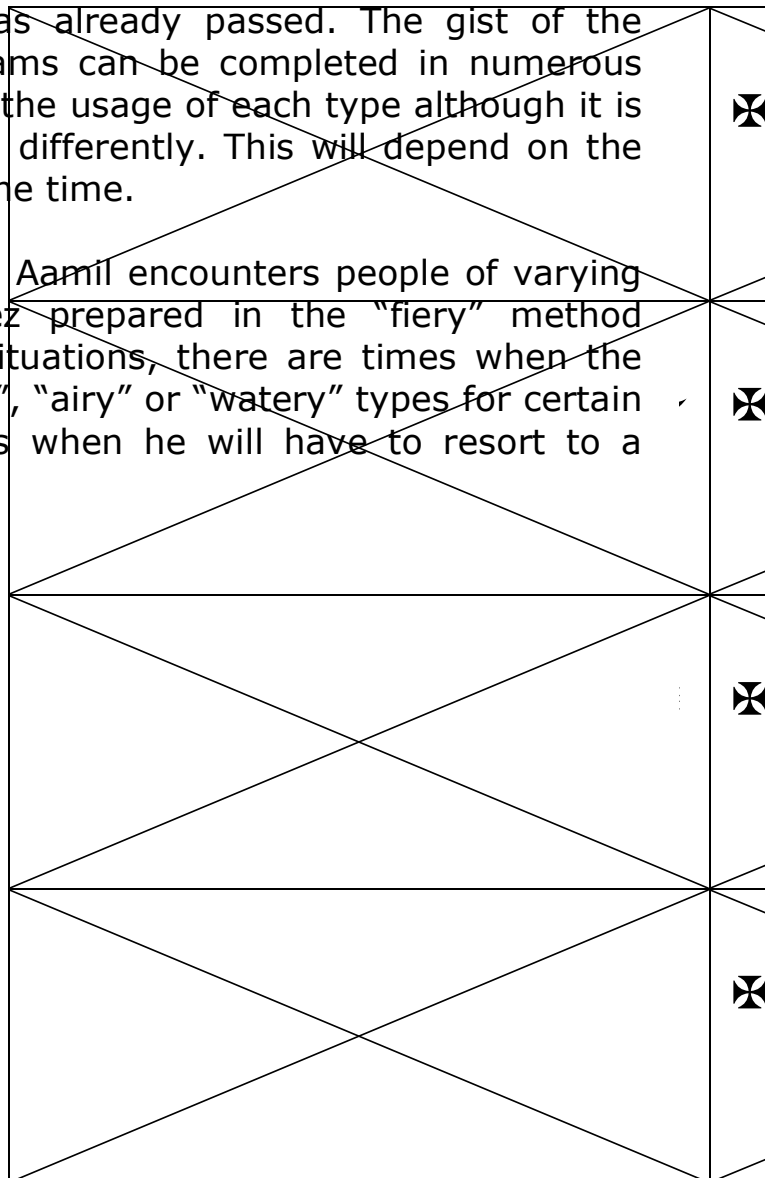 as already passed. The gist of the
ams can be completed in numerous
the usage of each type although it is
differently. This will depend on the
he time.
Aamil encounters people of varying
ez prepared in the “fiery” method
ituations, there are times when the
”, “airy” or “watery” types for certain
s when he will have to resort to a